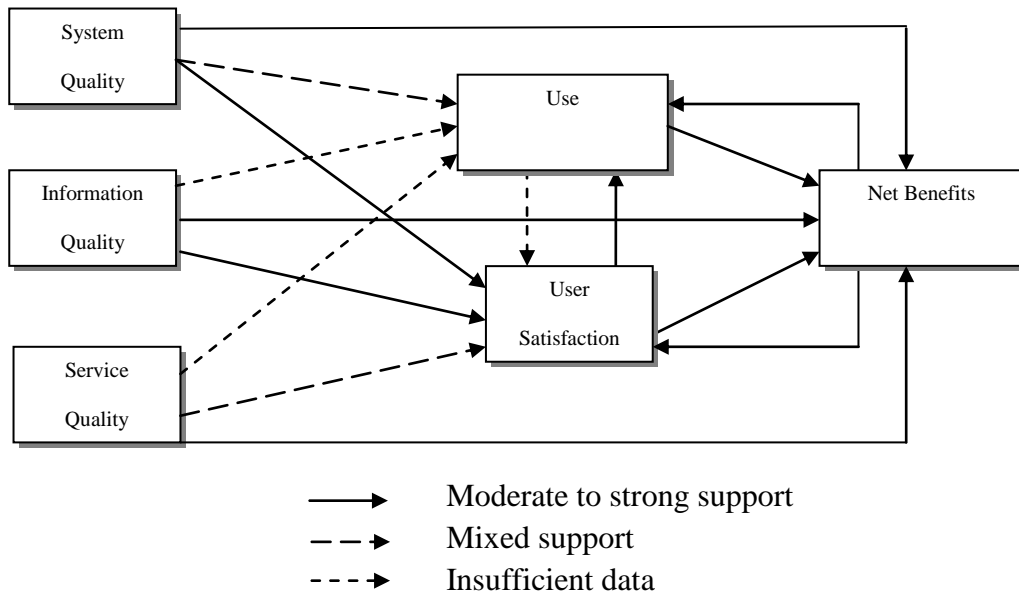 System
Quality
Use
Information
Quality
Net Benefits
User
Satisfaction
Service
Quality
Moderate to strong support
Mixed support
Insufficient data